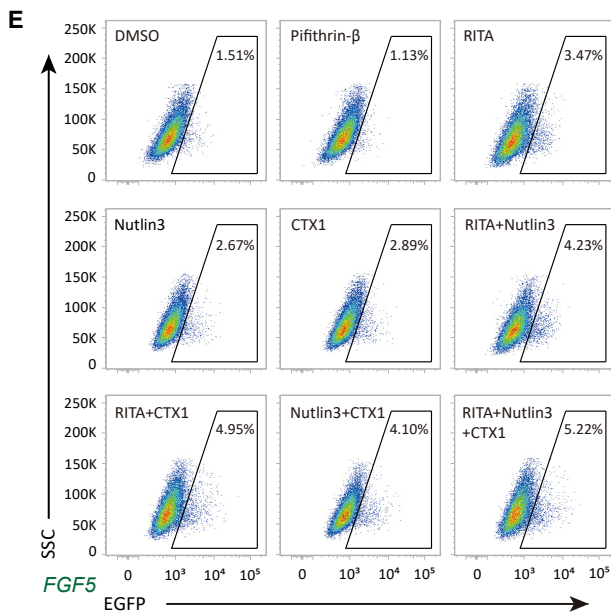 E
DMSO
1.51%
Pifithrin-β
1.13%
RITA
3.47%
250K
200K
150K
100K
50K
0
Nutlin3
2.67%
CTX1
2.89%
RITA+Nutlin3
4.23%
250K
200K
150K
100K
50K
0
RITA+CTX1
4.95%
Nutlin3+CTX1
4.10%
RITA+Nutlin3
+CTX1
5.22%
250K
200K
150K
100K
50K
0
SSC
0 10³ 10⁴ 10⁵ 0 10³ 10⁴ 10⁵ 0 10³ 10⁴ 10⁵
FGF5
EGFP